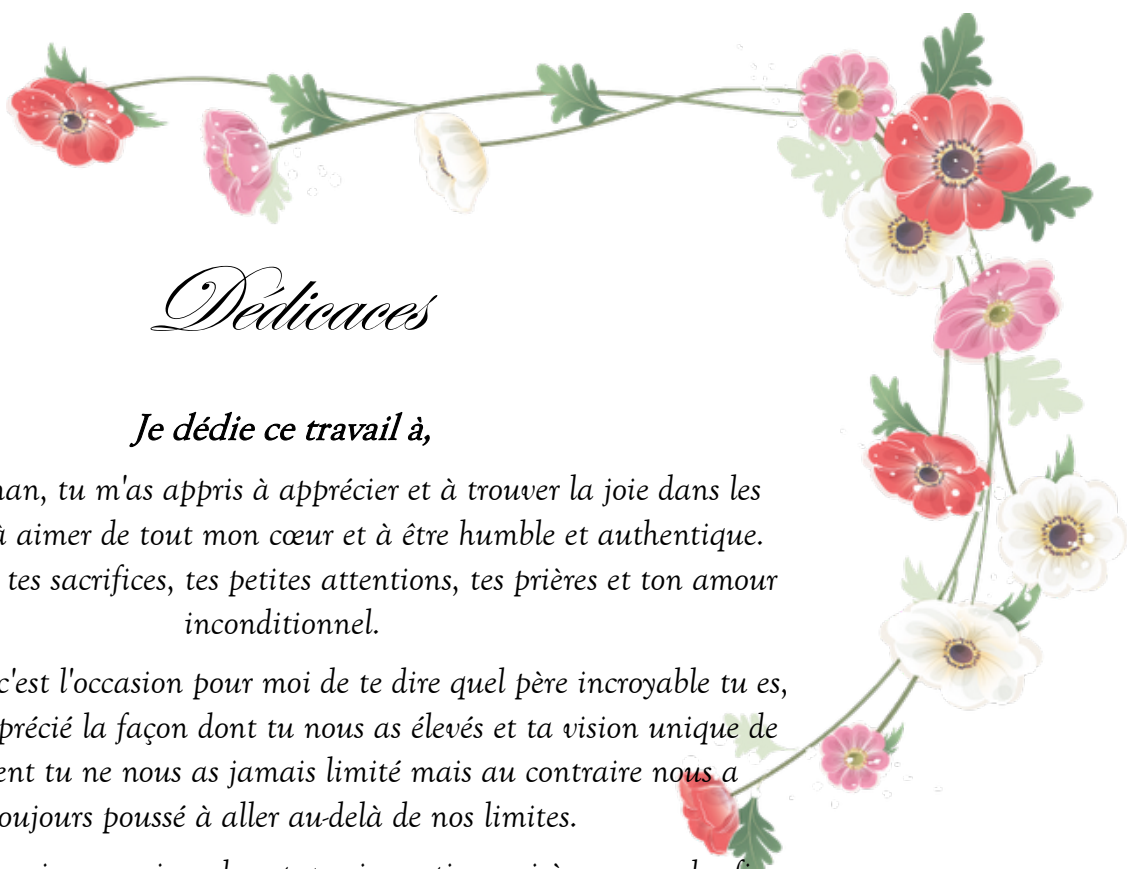 Dédicaces
Je dédie ce travail à,
tu m'as appris à apprécier et à trouver la joie dans les
à aimer de tout mon cœur et à être humble et authentique.
tes sacrifices, tes petites attentions, tes prières et ton amour
inconditionnel.
c'est l'occasion pour moi de te dire quel père incroyable tu es,
la façon dont tu nous as élevés et ta vision unique de
tu ne nous as jamais limité mais au contraire nous a
poussé à aller au-delà de nos limites.